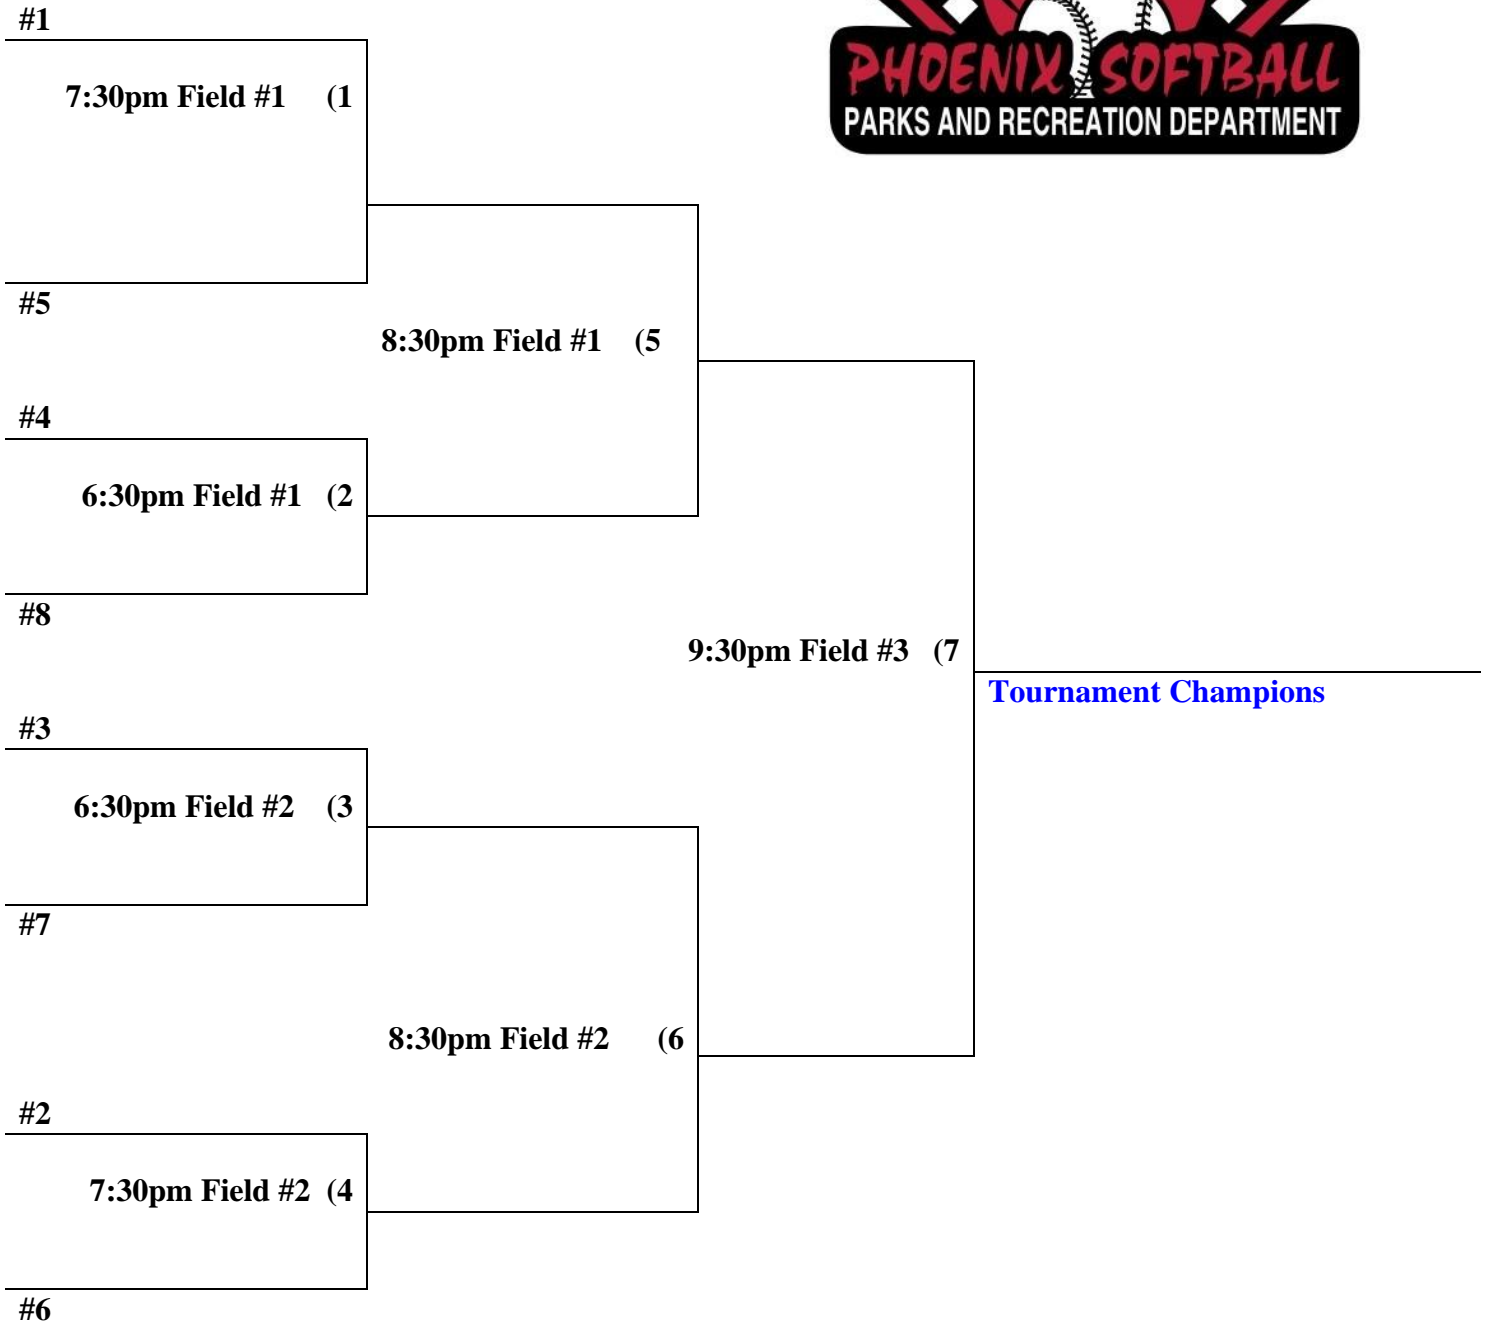 #1
PHOENIX SOFTBALL
PARKS AND RECREATION DEPARTMENT
7:30pm Field #1 (1
#5
8:30pm Field #1 (5
#4
6:30pm Field #1 (2
#8
9:30pm Field #3 (7
Tournament Champions
#3
6:30pm Field #2 (3
#7
8:30pm Field #2 (6
#2
7:30pm Field #2 (4
#6